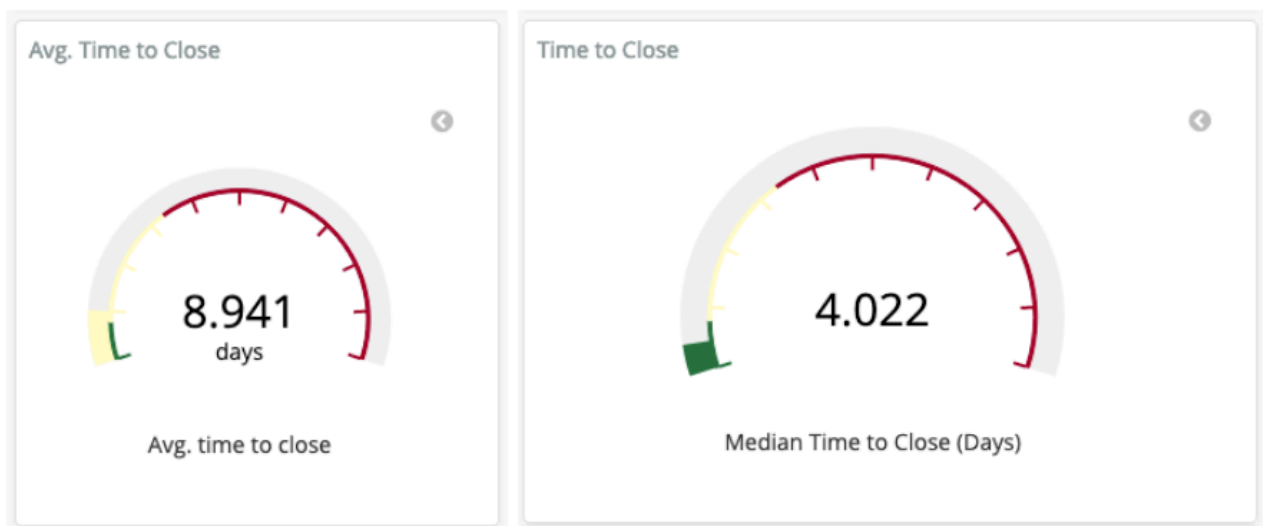 Avg. Time to Close
8.941
days
Avg. time to close
Time to Close
4.022
Median Time to Close (Days)